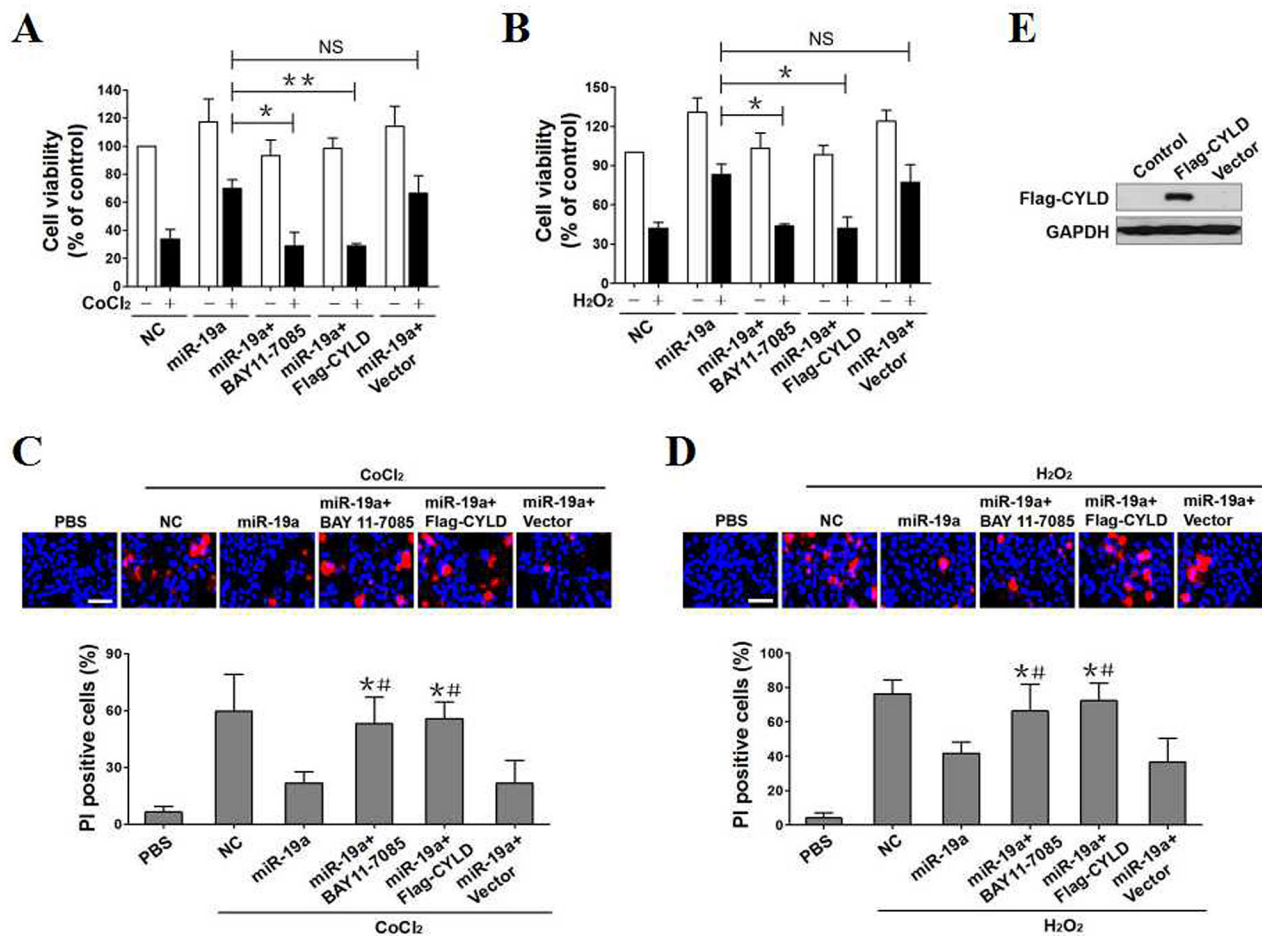 A
NS
* *
*
Cell viability
(% of control)
140
120
100
80
60
40
20
0
CoCl₂
− + − + − + − + − +
NC
miR-19a
miR-19a+
BAY11-7085
miR-19a+
Flag-CYLD
miR-19a+
Vector
B
NS
*
*
Cell viability
(% of control)
150
120
90
60
30
0
H₂O₂
− + − + − + − + − +
NC
miR-19a
miR-19a+
BAY11-7085
miR-19a+
Flag-CYLD
miR-19a+
Vector
E
Control
Flag-CYLD
Vector
Flag-CYLD
GAPDH
C
CoCl₂
PBS
NC
miR-19a
miR-19a+
BAY 11-7085
miR-19a+
Flag-CYLD
miR-19a+
Vector
PI positive cells (%)
90
60
30
0
*#
*#
PBS
NC
miR-19a
miR-19a+
BAY11-7085
miR-19a+
Flag-CYLD
miR-19a+
Vector
CoCl₂
D
H₂O₂
PBS
NC
miR-19a
miR-19a+
BAY 11-7085
miR-19a+
Flag-CYLD
miR-19a+
Vector
PI positive cells (%)
100
80
60
40
20
0
*#
*#
PBS
NC
miR-19a
miR-19a+
BAY11-7085
miR-19a+
Flag-CYLD
miR-19a+
Vector
H₂O₂